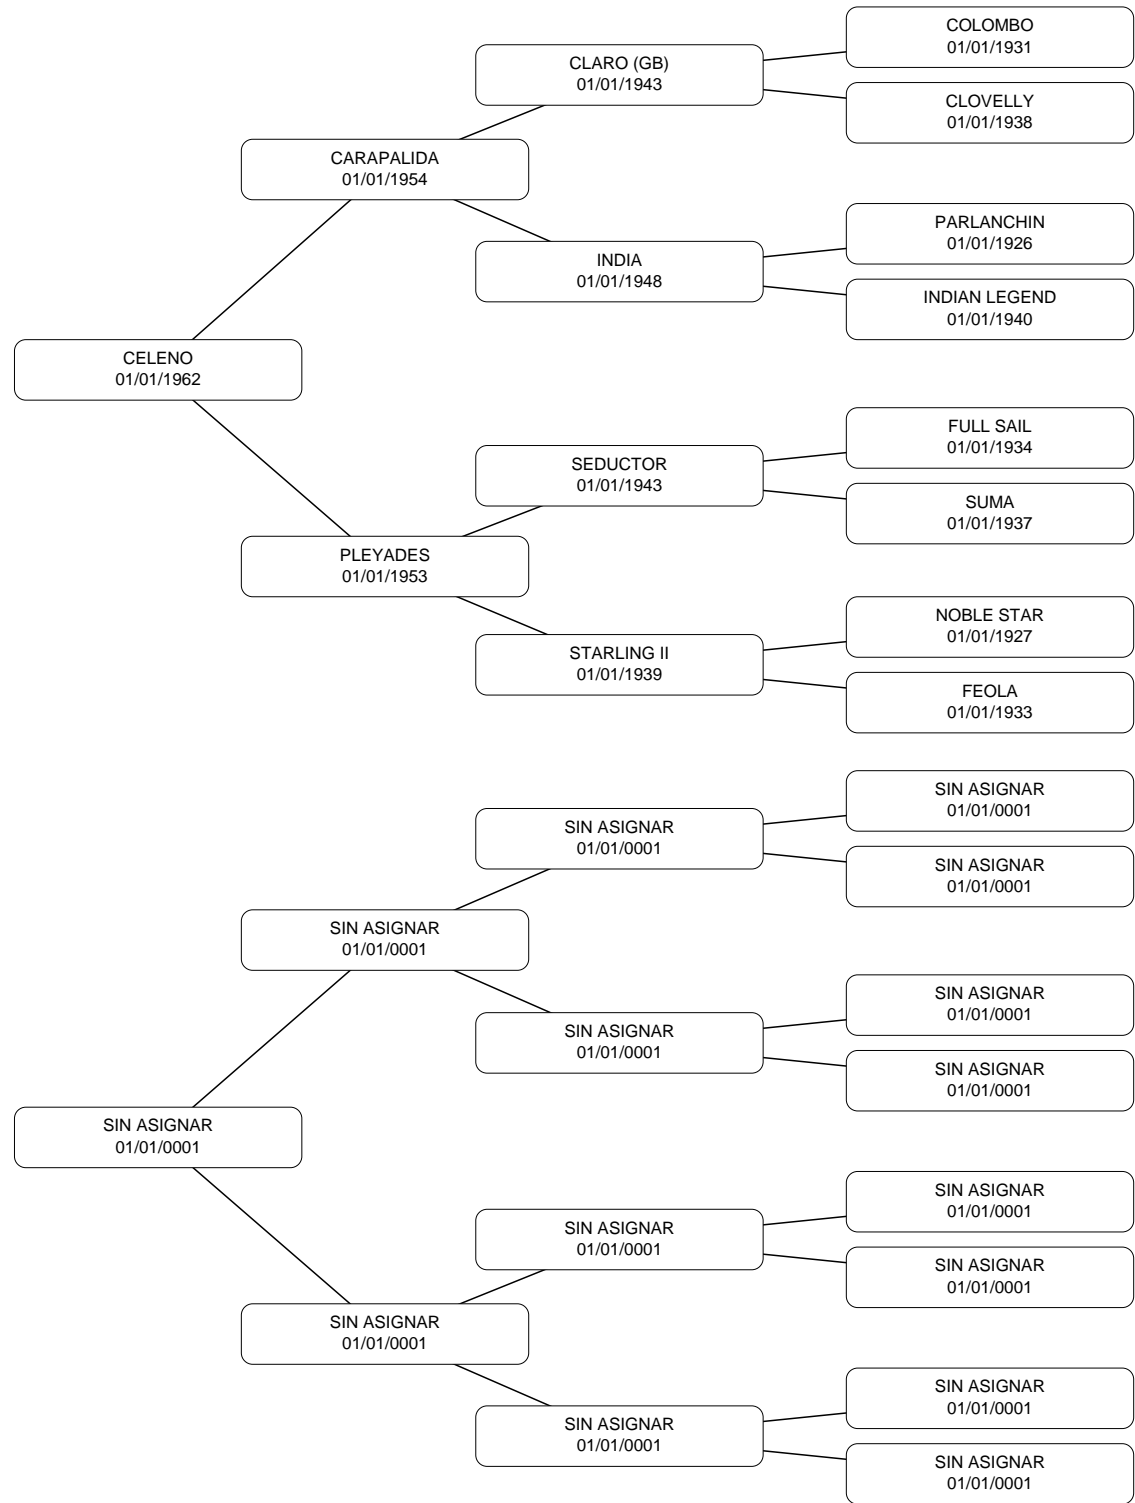 COLOMBO
01/01/1931
CLARO (GB)
01/01/1943
CLOVELLY
01/01/1938
CARAPALIDA
01/01/1954
PARLANCHIN
01/01/1926
INDIA
01/01/1948
INDIAN LEGEND
01/01/1940
CELENO
01/01/1962
FULL SAIL
01/01/1934
SEDUCTOR
01/01/1943
SUMA
01/01/1937
PLEYADES
01/01/1953
NOBLE STAR
01/01/1927
STARLING II
01/01/1939
FEOLA
01/01/1933
SIN ASIGNAR
01/01/0001
SIN ASIGNAR
01/01/0001
SIN ASIGNAR
01/01/0001
SIN ASIGNAR
01/01/0001
SIN ASIGNAR
01/01/0001
SIN ASIGNAR
01/01/0001
SIN ASIGNAR
01/01/0001
SIN ASIGNAR
01/01/0001
SIN ASIGNAR
01/01/0001
SIN ASIGNAR
01/01/0001
SIN ASIGNAR
01/01/0001
SIN ASIGNAR
01/01/0001
SIN ASIGNAR
01/01/0001
SIN ASIGNAR
01/01/0001
SIN ASIGNAR
01/01/0001